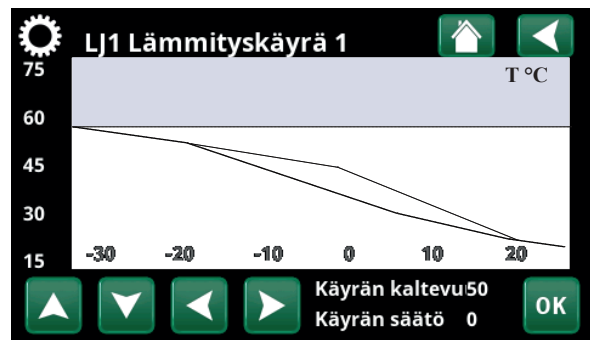 LJ1 Lämmityskäyrä 1
75
T °C
60
45
30
15
-30 -20 -10 0 10 20
Käyrän kaltevu 50
Käyrän säätö 0
OK